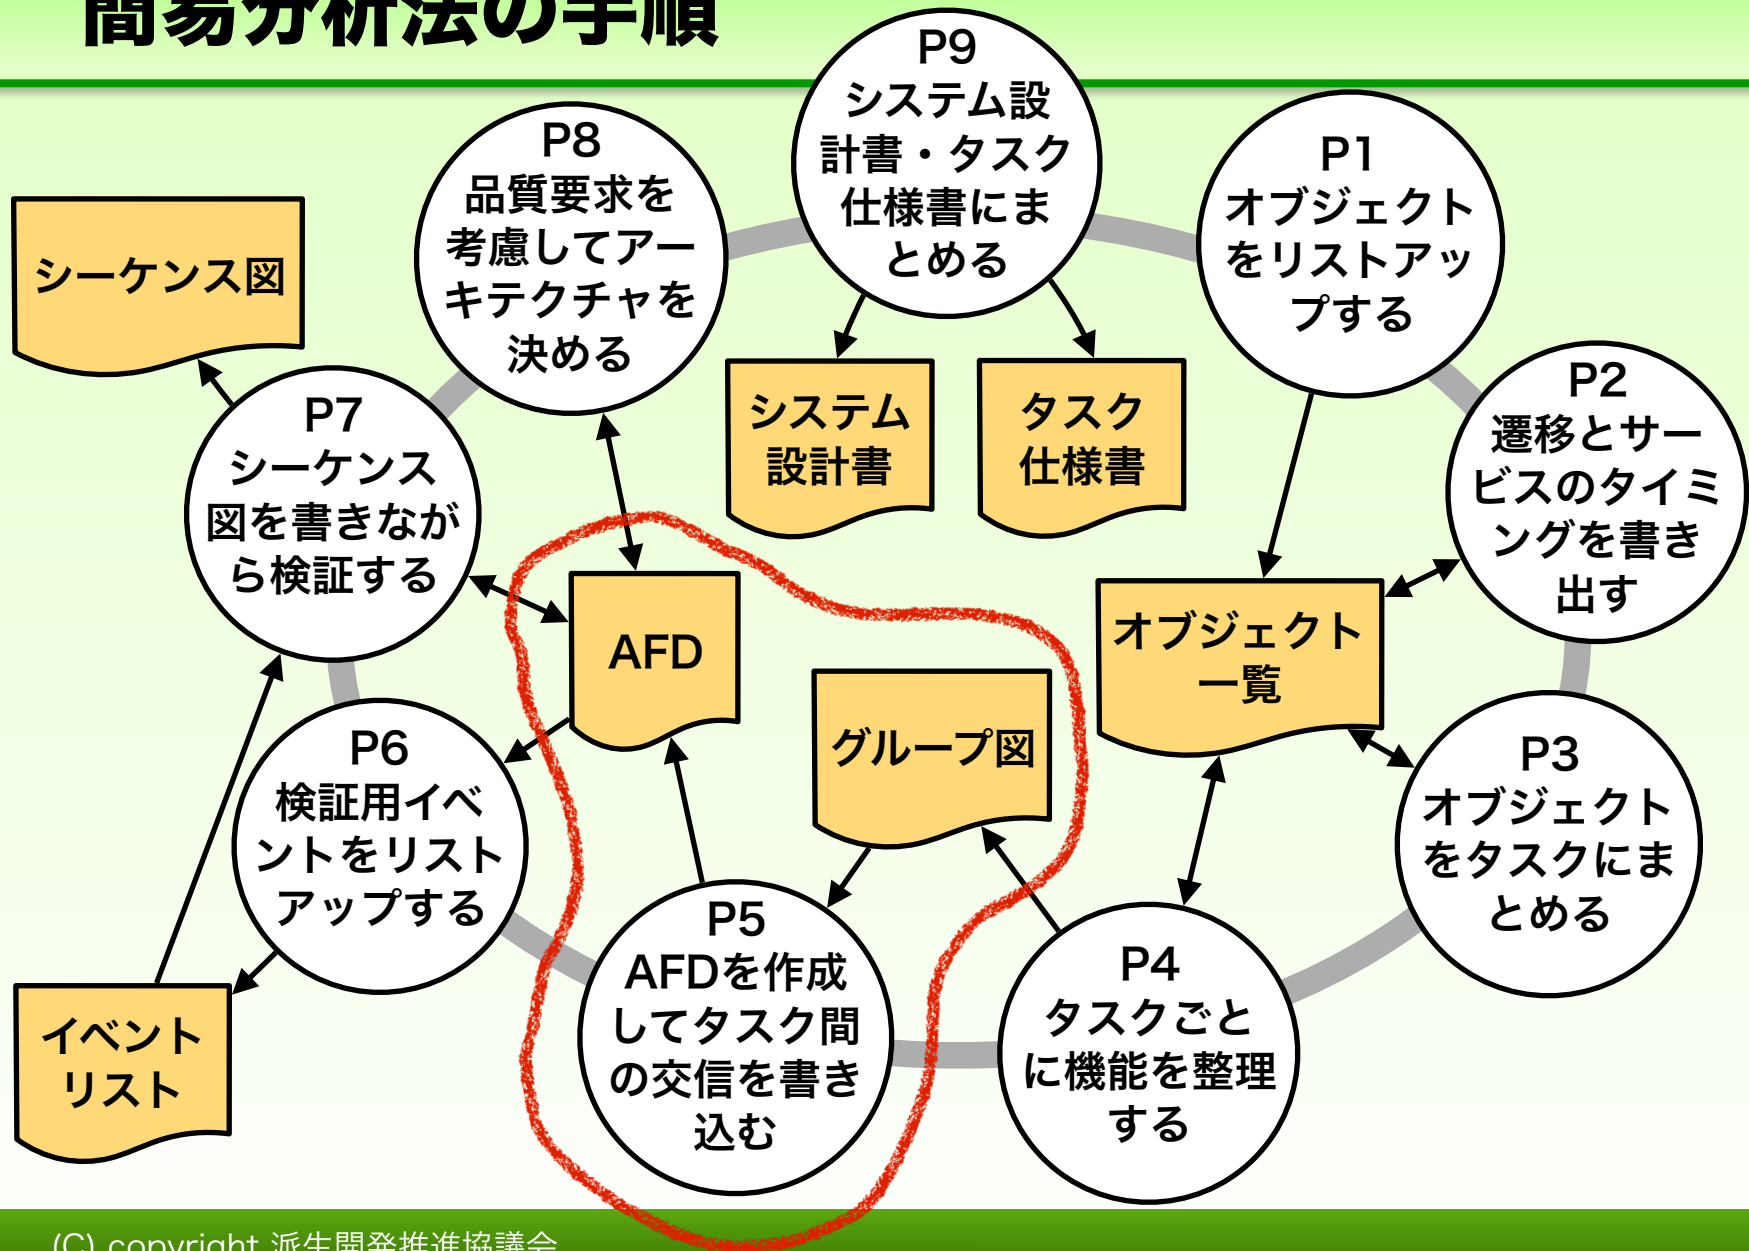 簡易分析法の手順
P9
システム設
計書・タスク
仕様書にま
とめる
P8
品質要求を
考慮してアー
キテクチャを
決める
P1
オブジェクト
をリストアッ
プする
シーケンス図
P7
シーケンス
図を書きなが
ら検証する
システム
設計書
タスク
仕様書
P2
遷移とサー
ビスのタイミ
ングを書き
出す
AFD
オブジェクト
一覧
グループ図
P6
検証用イベ
ントをリスト
アップする
P3
オブジェクト
をタスクにま
とめる
P5
AFDを作成
してタスク間
の交信を書き
込む
P4
タスクごと
に機能を整理
する
イベント
リスト
(C) copyright 派生開発推進協議会